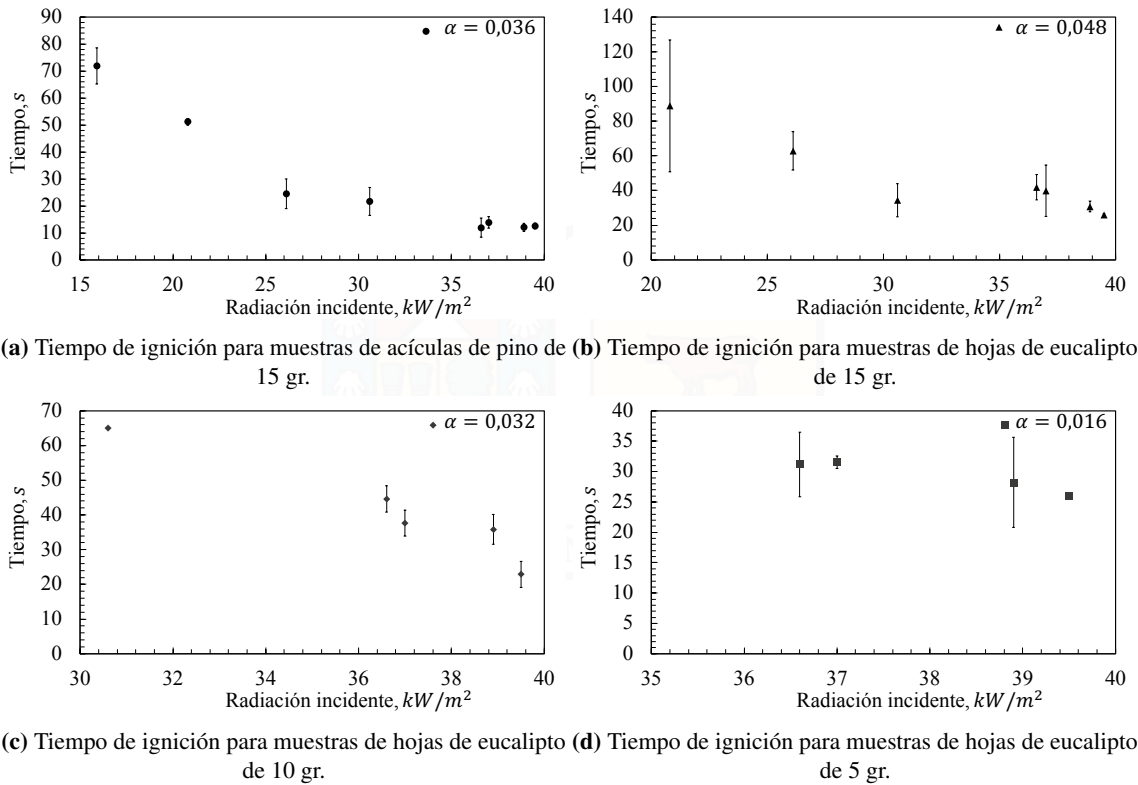 α = 0,036
90
80
70
60
50
40
30
20
10
0
Tiempo, s
15 20 25 30 35 40
Radiación incidente, kW/m²
α = 0,048
140
120
100
80
60
40
20
0
Tiempo, s
20 25 30 35 40
Radiación incidente, kW/m²
(a) Tiempo de ignición para muestras de acículas de pino de
15 gr.
(b) Tiempo de ignición para muestras de hojas de eucalipto
de 15 gr.
α = 0,032
70
60
50
40
30
20
10
0
Tiempo, s
30 32 34 36 38 40
Radiación incidente, kW/m²
α = 0,016
40
35
30
25
20
15
10
5
0
Tiempo, s
35 36 37 38 39 40
Radiación incidente, kW/m²
(c) Tiempo de ignición para muestras de hojas de eucalipto
de 10 gr.
(d) Tiempo de ignición para muestras de hojas de eucalipto
de 5 gr.